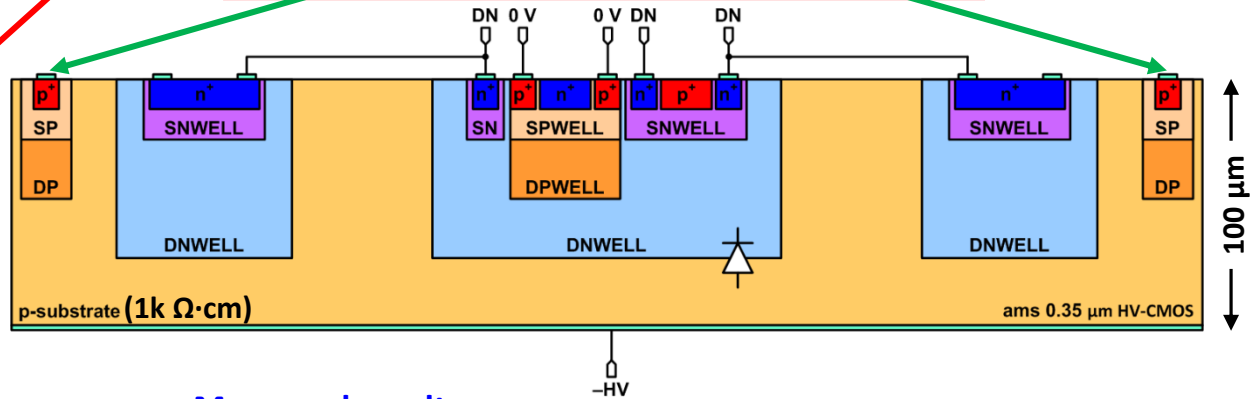 DN 0 V 0 V DN DN
p+ n+ n+ p+ n+ p+ n+ p+ n+ n+ p+
SP SNWELL SN SPWELL SNWELL SNWELL SP
DP DPWELL DP
DNWELL DNWELL DNWELL
p-substrate (1k Ω·cm) ams 0.35 µm HV-CMOS
100 µm
–HV